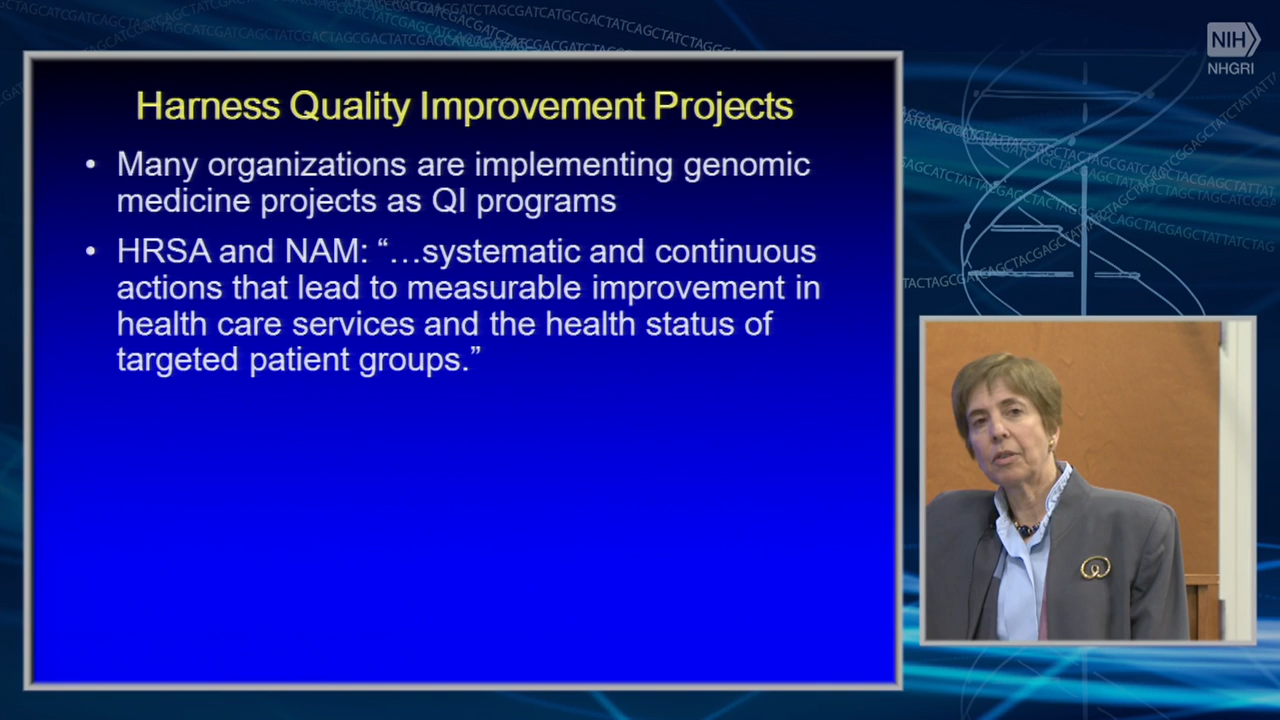 NIH
NHGRI
Harness Quality Improvement Projects
• Many organizations are implementing genomic
medicine projects as QI programs
• HRSA and NAM: “…systematic and continuous
actions that lead to measurable improvement in
health care services and the health status of
targeted patient groups.”